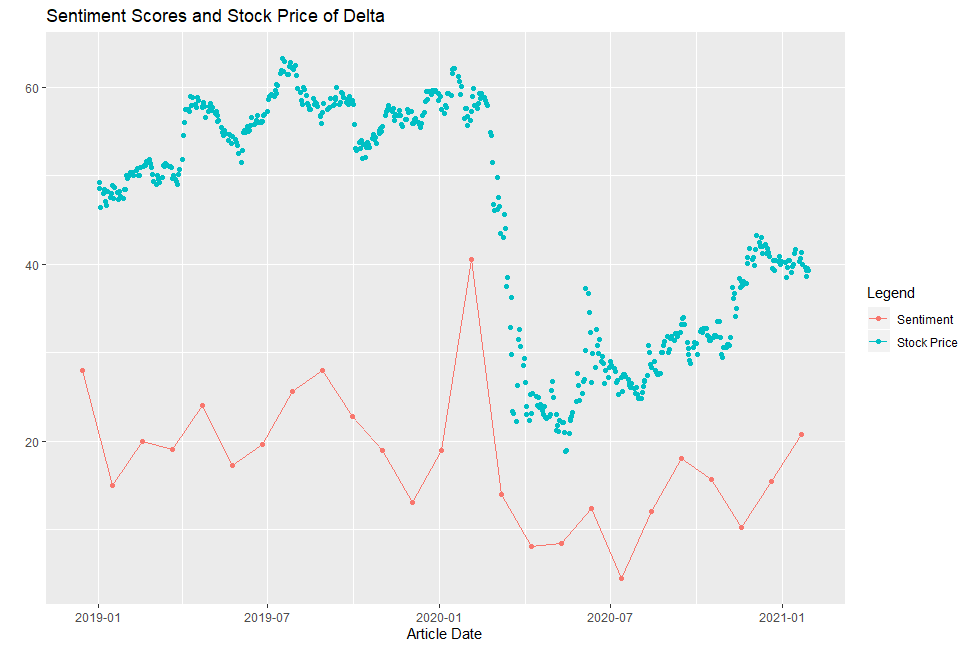 Sentiment Scores and Stock Price of Delta
60
40
20
2019-01
2019-07
2020-01
2020-07
2021-01
Article Date
Legend
Sentiment
Stock Price